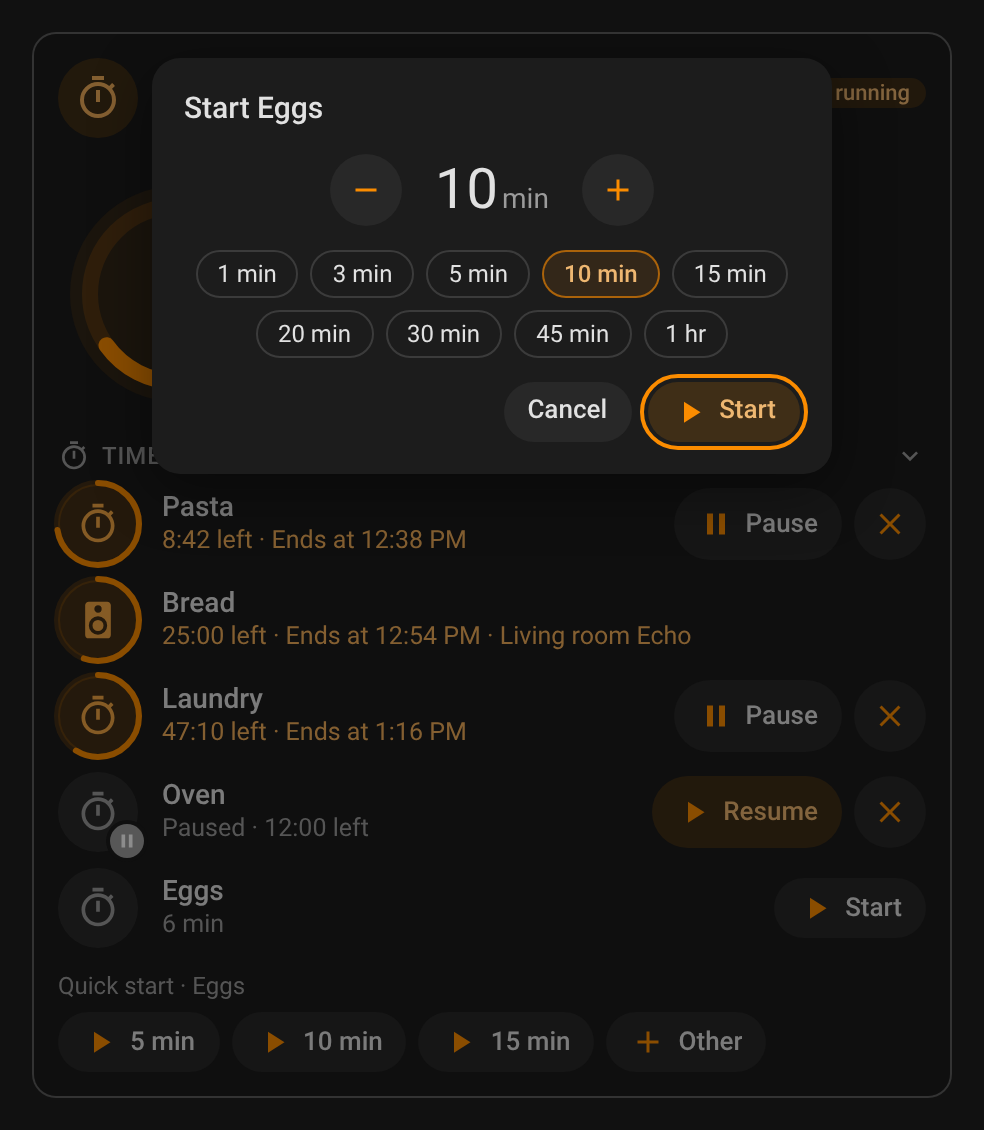 Start Eggs
running
10 min
1 min 3 min 5 min 10 min 15 min
20 min 30 min 45 min 1 hr
Cancel Start
TIME
Pasta
8:42 left · Ends at 12:38 PM
Pause
Bread
25:00 left · Ends at 12:54 PM · Living room Echo
Laundry
47:10 left · Ends at 1:16 PM
Pause
Oven
Paused · 12:00 left
Resume
Eggs
6 min
Start
Quick start · Eggs
5 min 10 min 15 min Other